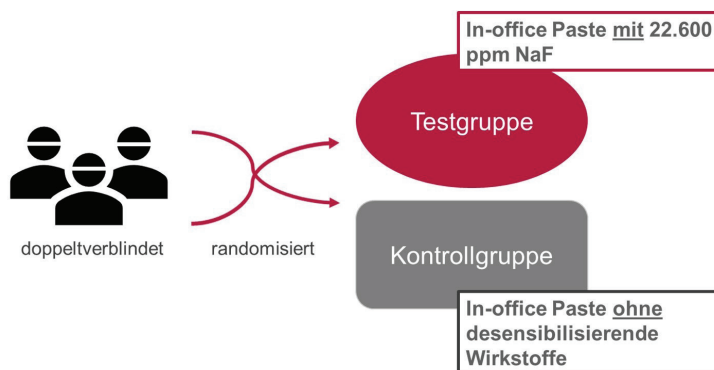 In-office Paste mit 22.600
ppm NaF
Testgruppe
doppeltverblindet
randomisiert
Kontrollgruppe
In-office Paste ohne
desensibilisierende
Wirkstoffe